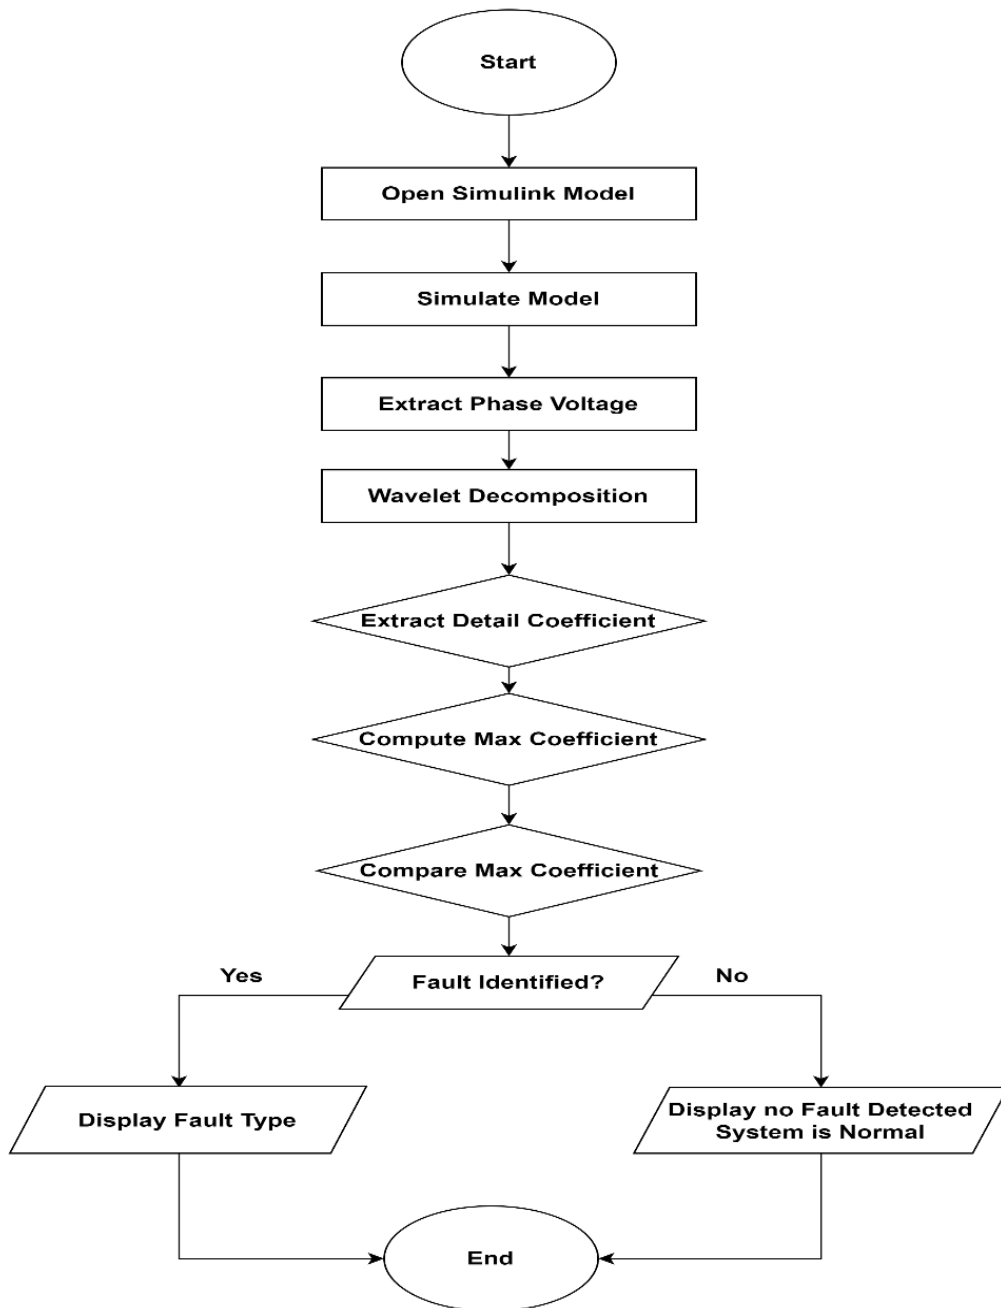 Start
Open Simulink Model
Simulate Model
Extract Phase Voltage
Wavelet Decomposition
Extract Detail Coefficient
Compute Max Coefficient
Compare Max Coefficient
Yes
Fault Identified?
No
Display Fault Type
Display no Fault Detected
System is Normal
End